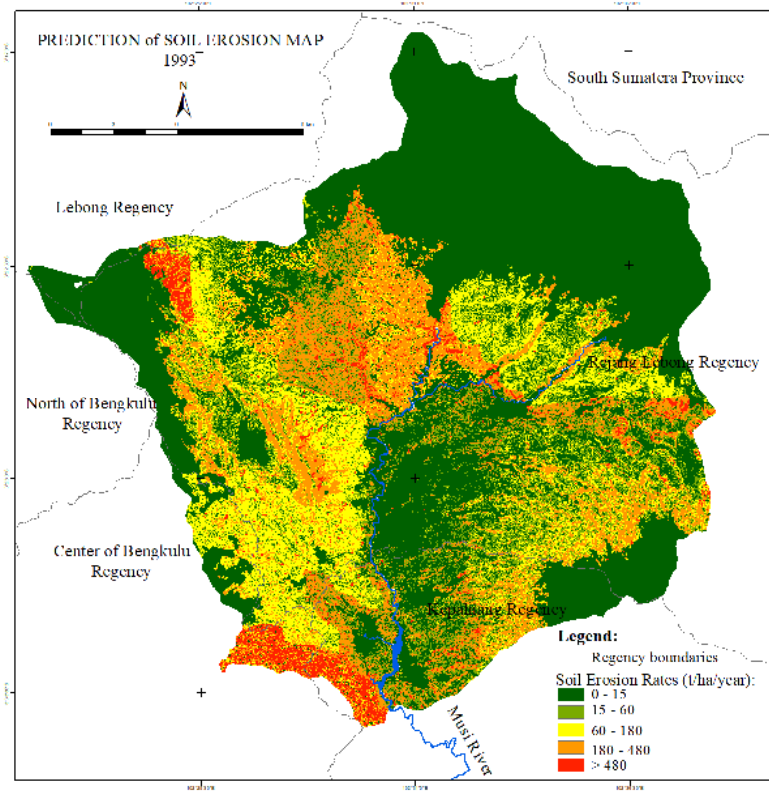 PREDICTION of SOIL EROSION MAP
1993
N
South Sumatera Province
Lebong Regency
Rejang Lebong Regency
North of Bengkulu
Regency
Center of Bengkulu
Regency
Kepahiang Regency
Legend:
Regency boundaries
Soil Erosion Rates (t/ha/year):
0 - 15
15 - 60
60 - 180
180 - 480
> 480
Musi River